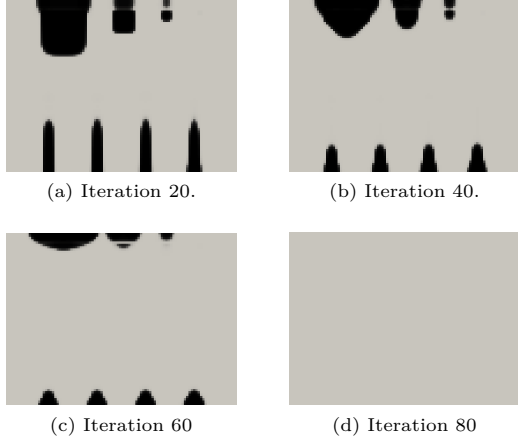 (a) Iteration 20.
(b) Iteration 40.
(c) Iteration 60
(d) Iteration 80